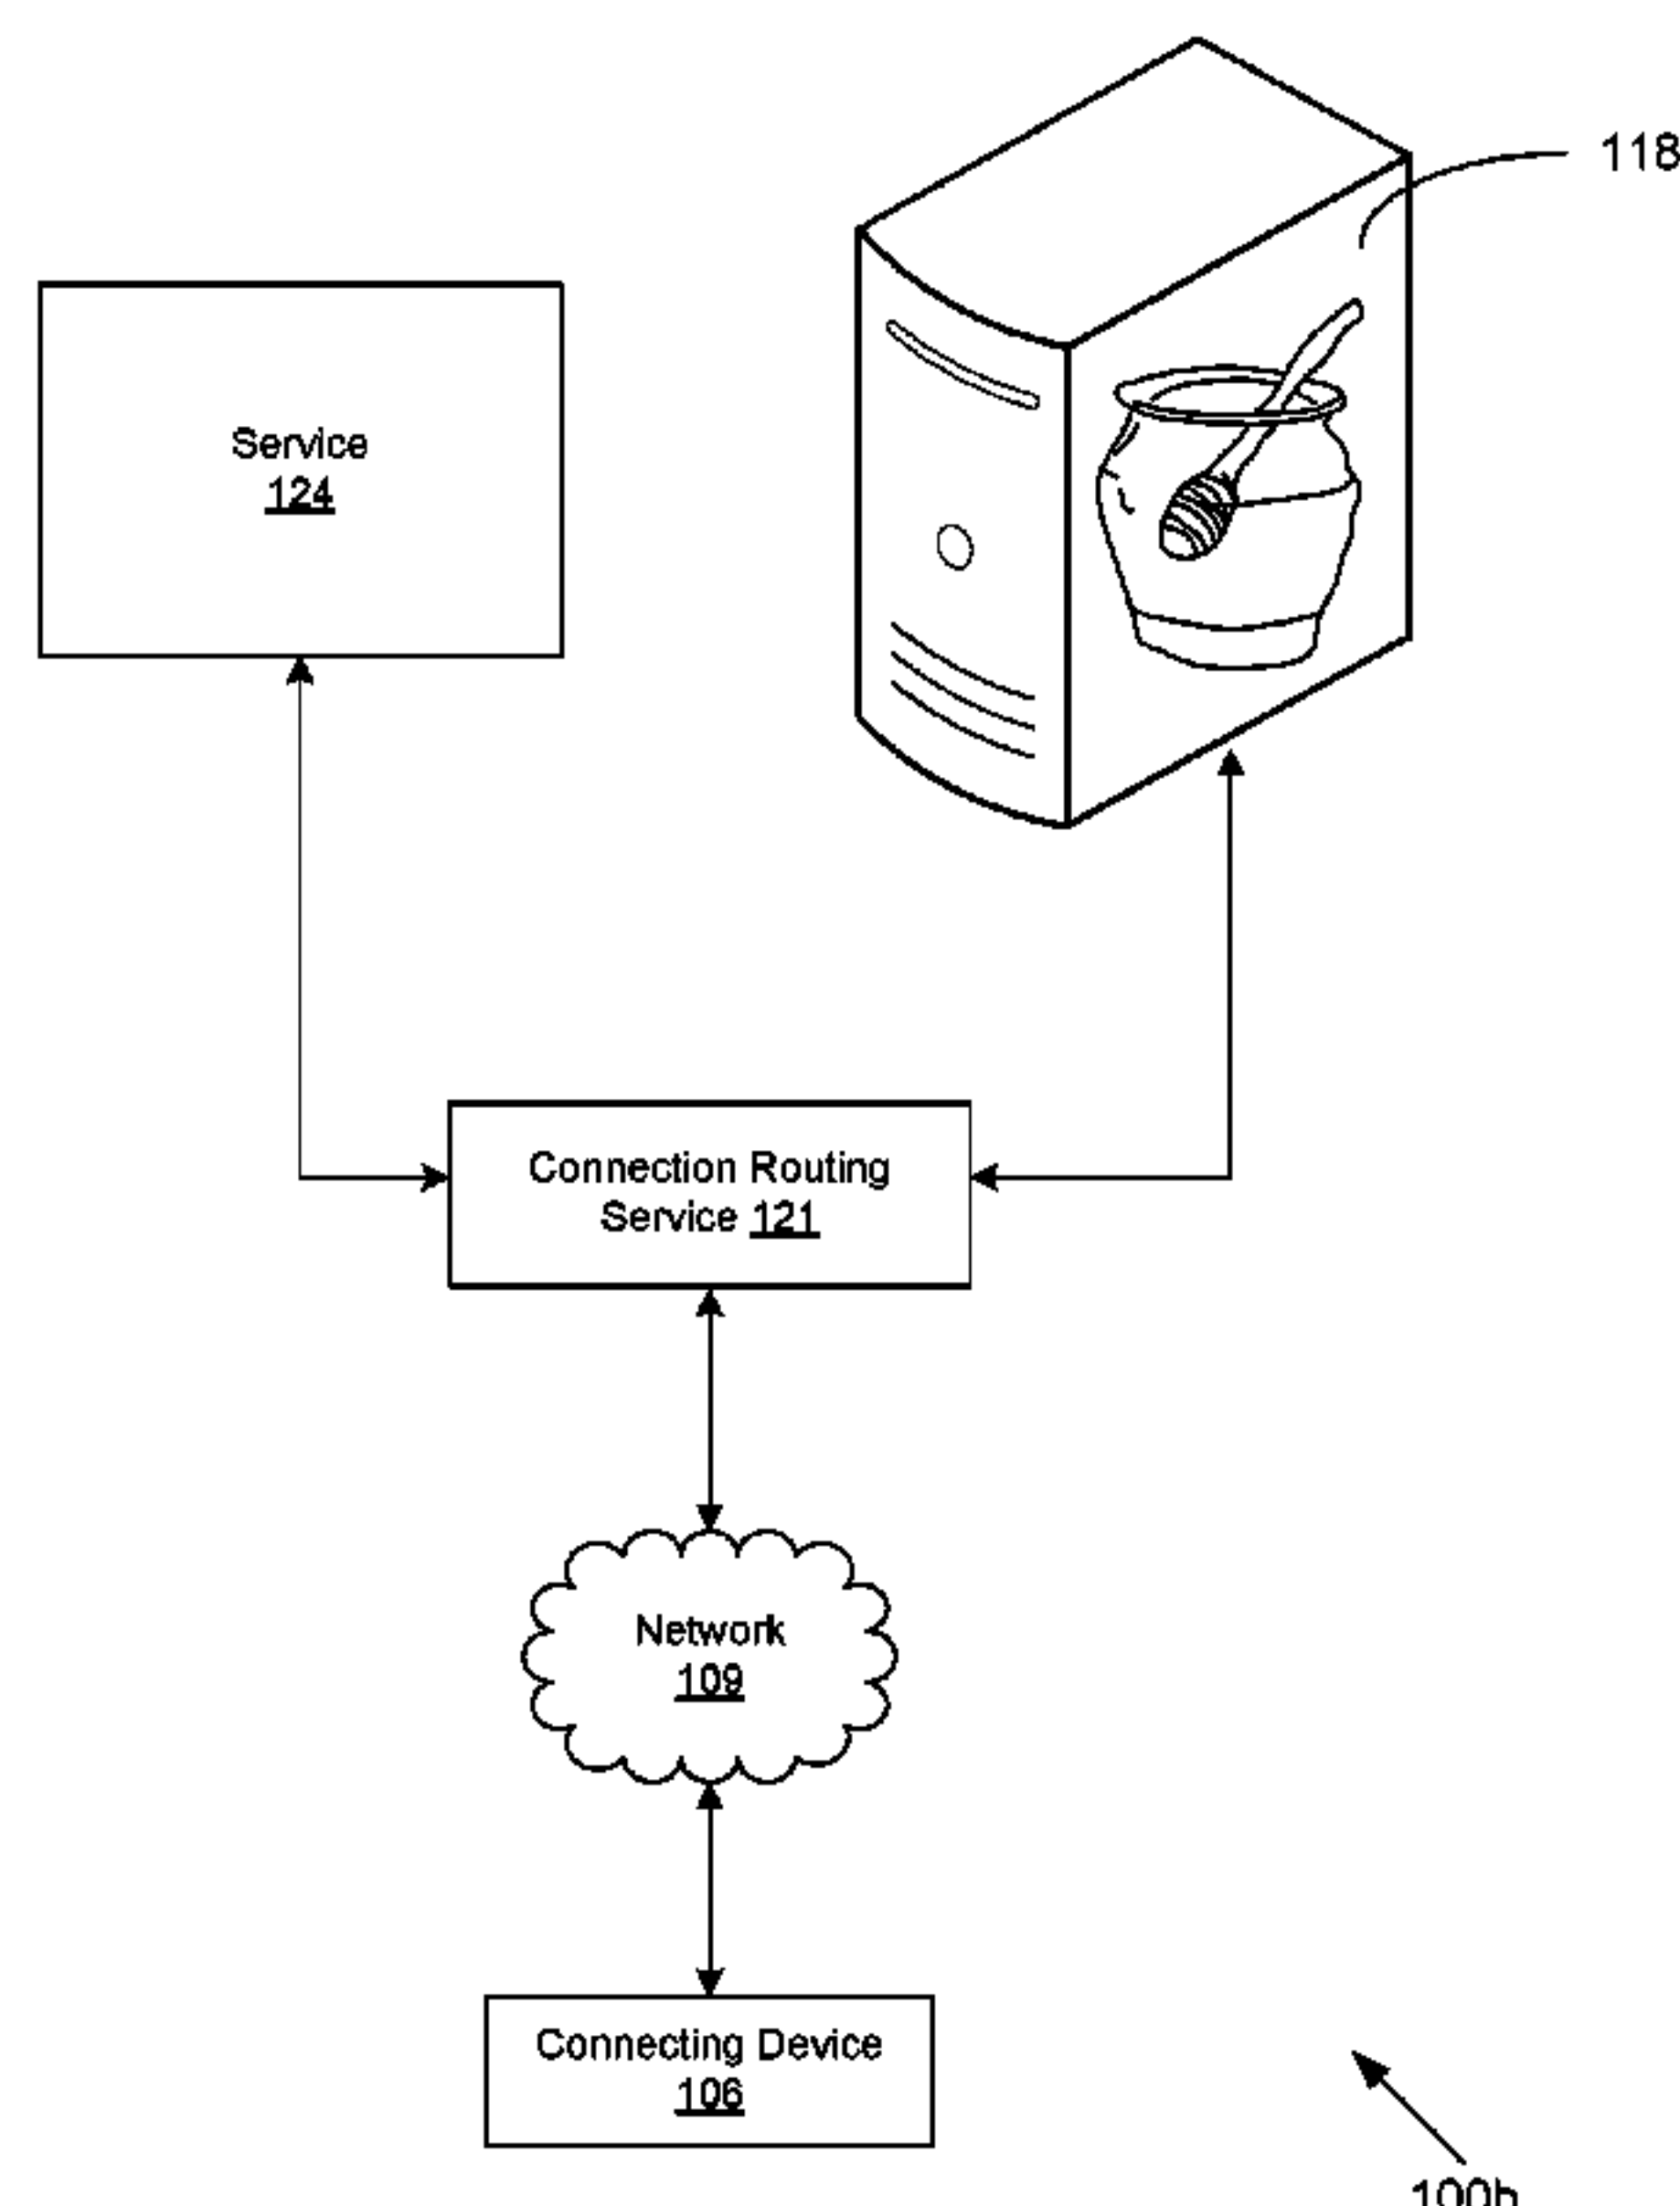 118
Service
124
Connection Routing
Service 121
Network
109
Connecting Device
106
100b